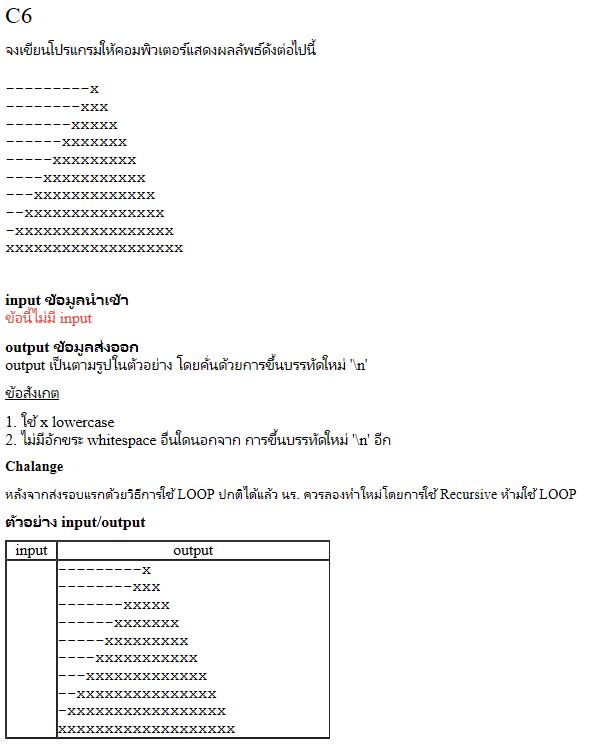 C6
จงเขียนโปรแกรมให้คอมพิวเตอร์แสดงผลลัพธ์ดังต่อไปนี้
---------x
--------xxx
-------xxxxx
------xxxxxxx
-----xxxxxxxxx
----xxxxxxxxxxx
---xxxxxxxxxxxxx
--xxxxxxxxxxxxxxx
-xxxxxxxxxxxxxxxxx
xxxxxxxxxxxxxxxxxxx
input ข้อมูลนำเข้า
ข้อนี้ไม่มี input
output ข้อมูลส่งออก
output เป็นตามรูปในตัวอย่าง โดยคั่นด้วยการขึ้นบรรทัดใหม่ '\n'
ข้อสังเกต
1. ใช้ x lowercase
2. ไม่มีอักขระ whitespace อื่นใดนอกจาก การขึ้นบรรทัดใหม่ '\n' อีก
Chalange
หลังจากส่งรอบแรกด้วยวิธีการใช้ LOOP ปกติได้แล้ว นร. ควรลองทำใหม่โดยการใช้ Recursive ห้ามใช้ LOOP
ตัวอย่าง input/output
input output
---------x
--------xxx
-------xxxxx
------xxxxxxx
-----xxxxxxxxx
----xxxxxxxxxxx
---xxxxxxxxxxxxx
--xxxxxxxxxxxxxxx
-xxxxxxxxxxxxxxxxx
xxxxxxxxxxxxxxxxxxx